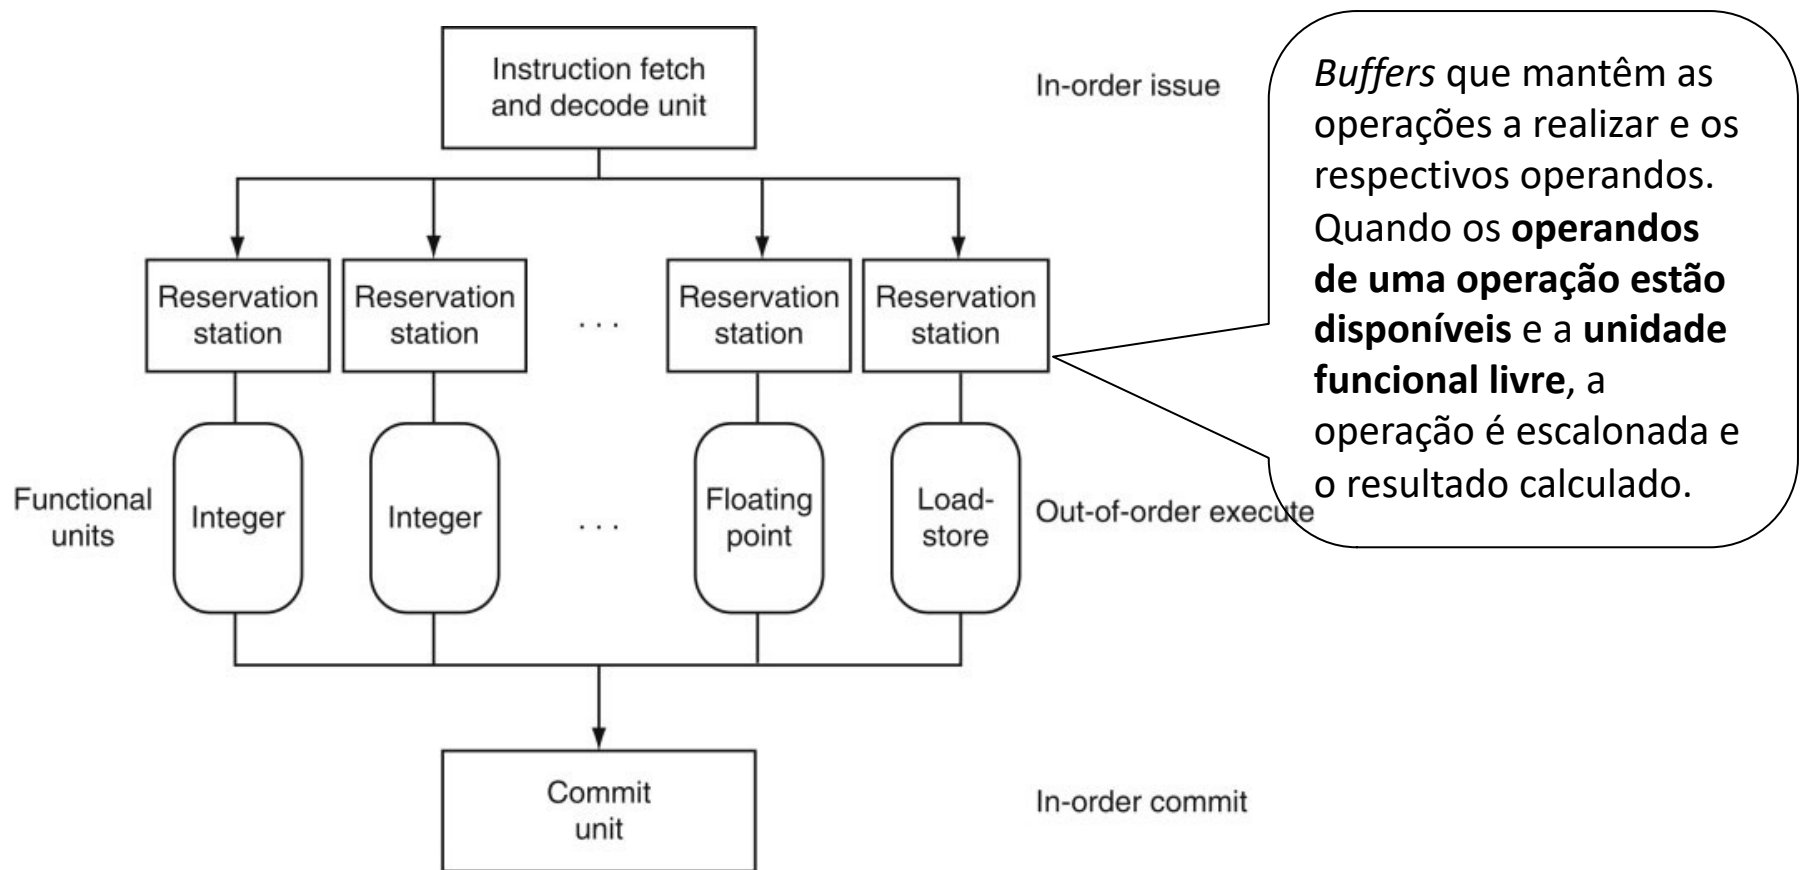 Instruction fetch
and decode unit
In-order issue
Buffers que mantêm as
operações a realizar e os
respectivos operandos.
Quando os operandos
de uma operação estão
disponíveis e a unidade
funcional livre, a
operação é escalonada e
o resultado calculado.
Reservation
station
Reservation
station
. . .
Reservation
station
Reservation
station
Functional
units
Integer
Integer
. . .
Floating
point
Load-
store
Out-of-order execute
Commit
unit
In-order commit